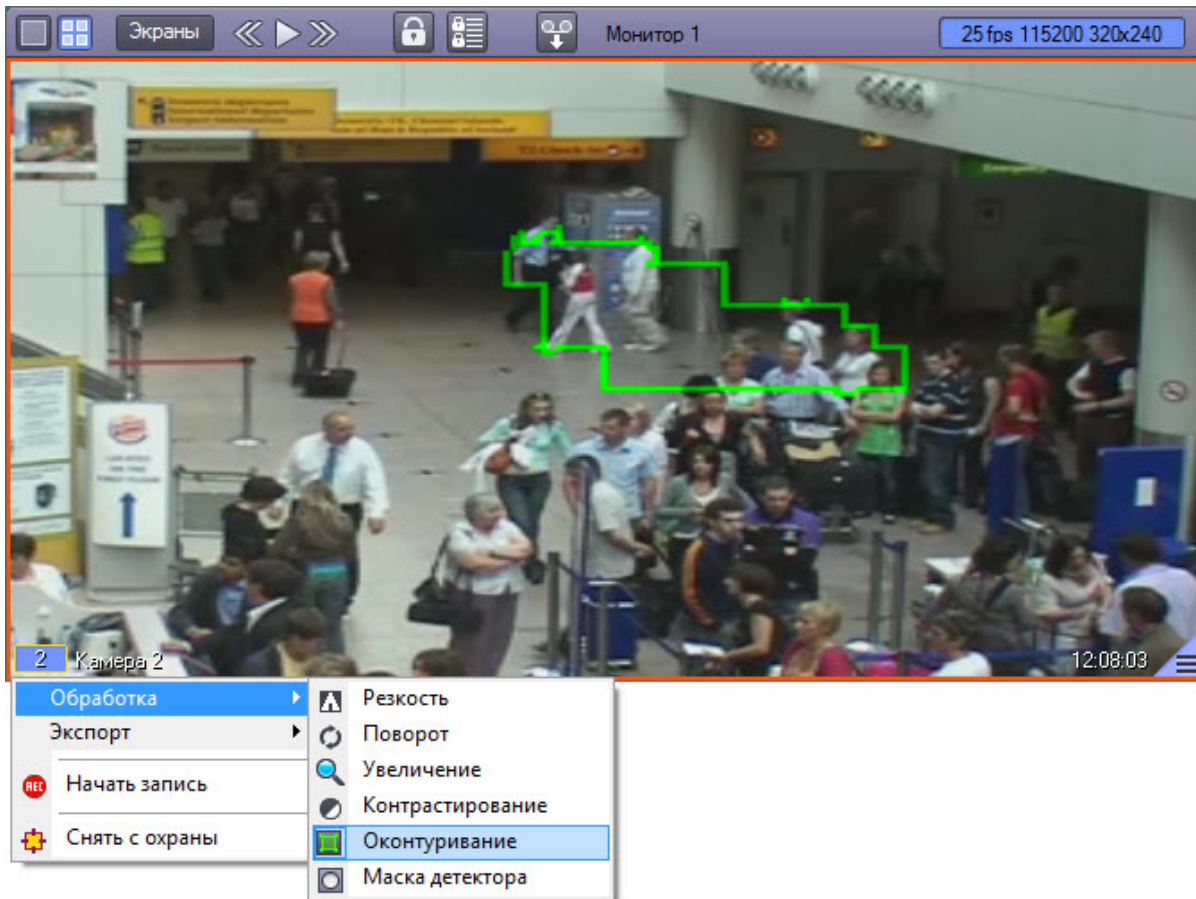 Экраны
Монитор 1
25 fps 115200 320x240
2 Камера 2
12:08:03
Обработка
Экспорт
REC Начать запись
Снять с охраны
Резкость
Поворот
Увеличение
Контрастирование
Оконтуривание
Маска детектора